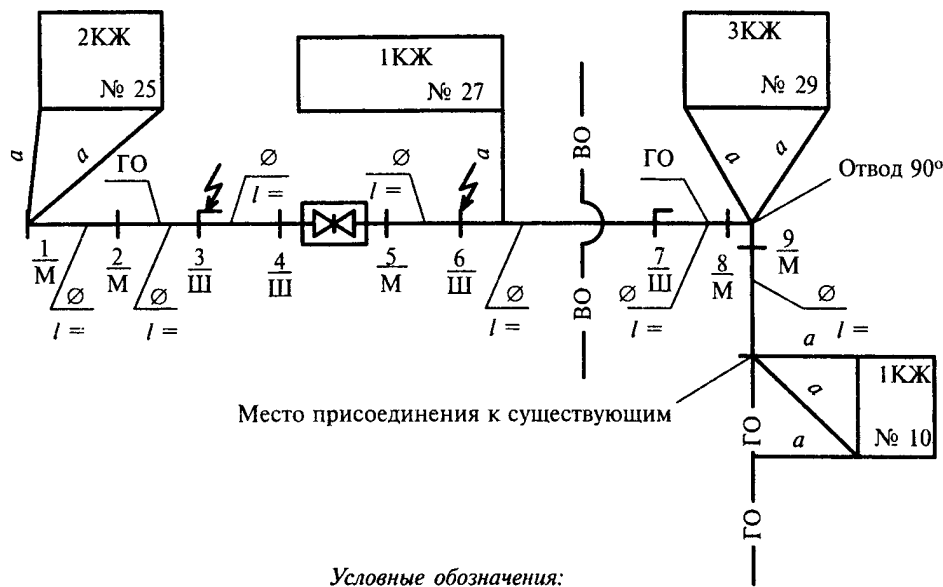 2КЖ
№ 25
1КЖ
№ 27
3КЖ
№ 29
ВО
a
a
ГО
∅
l =
∅
l =
a
ГО
a
a
Отвод 90°
1
М
2
М
3
Ш
4
Ш
5
М
6
Ш
7
Ш
8
М
9
М
∅
l =
∅
l =
∅
l =
ВО
∅
l =
∅
l =
a
1КЖ
a
№ 10
a
Место присоединения к существующим
ГО
ГО
Условные обозначения: